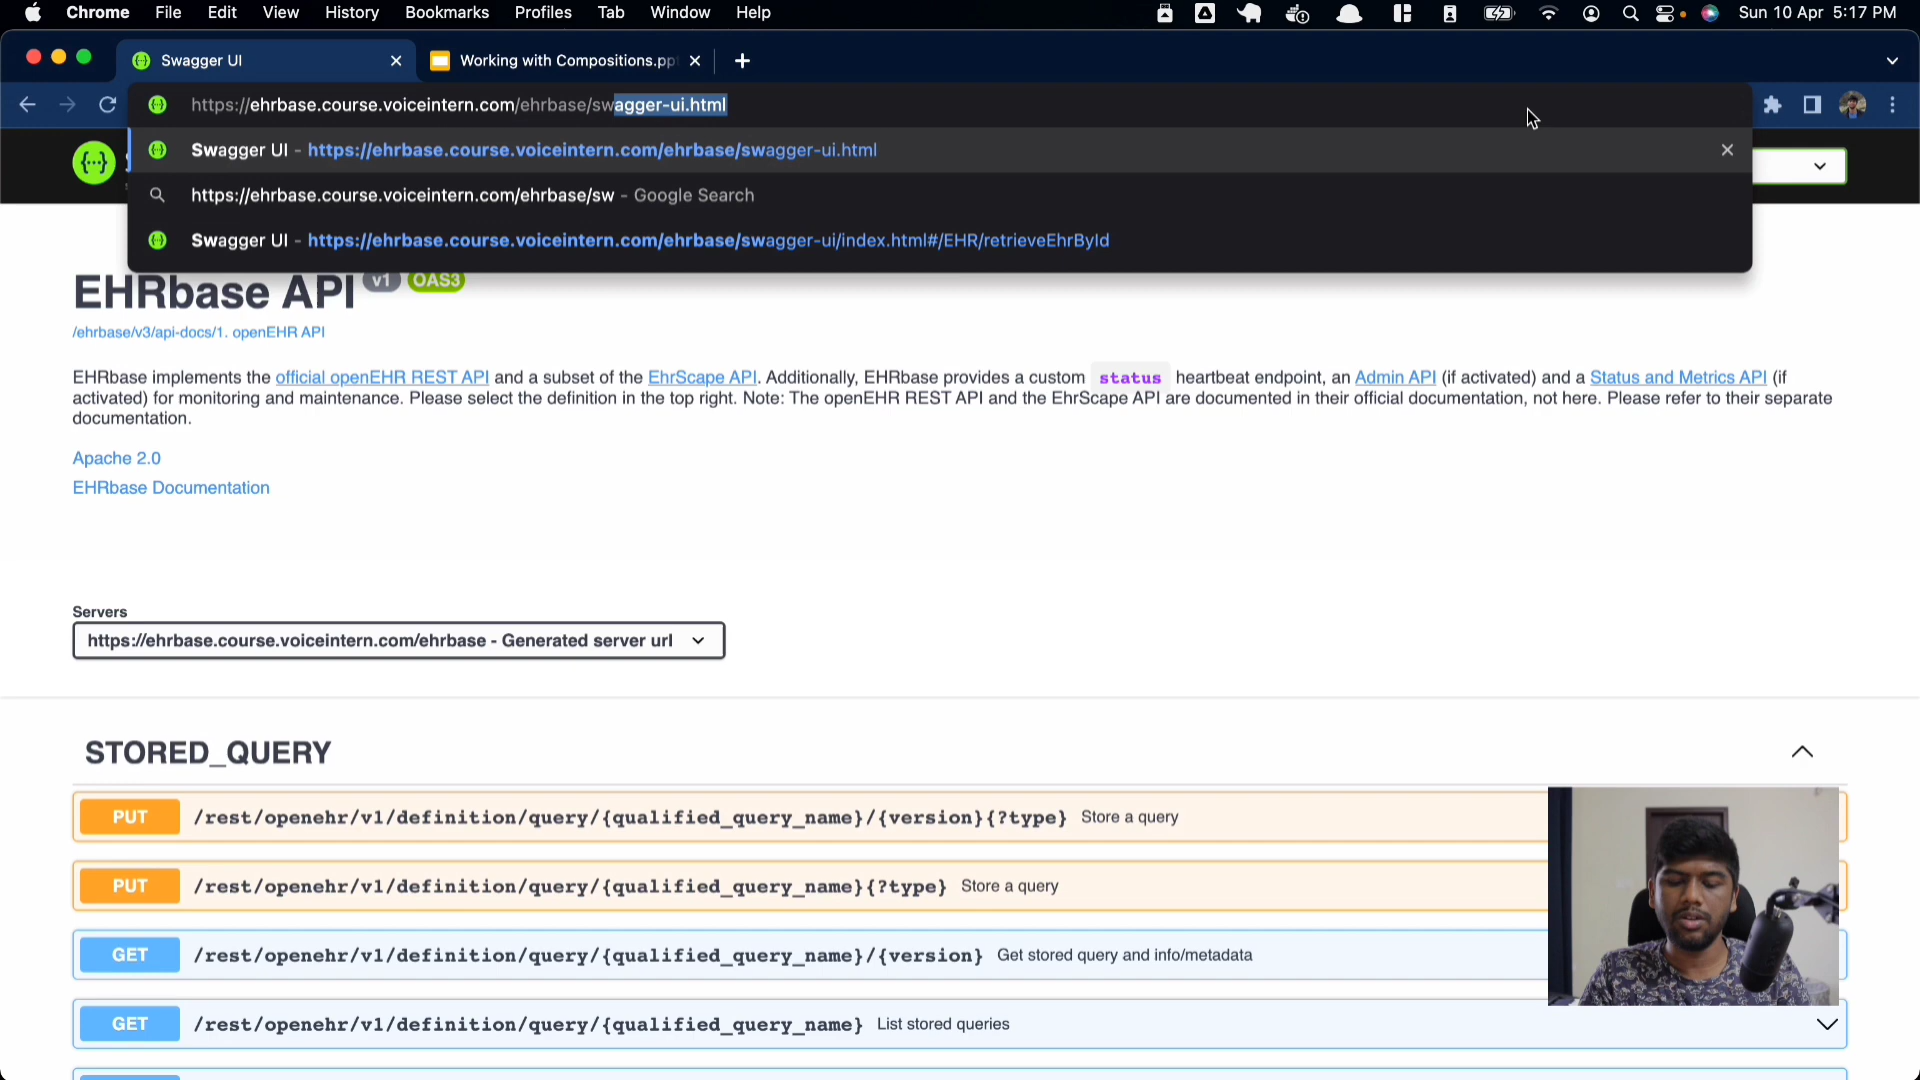 Chrome File Edit View History Bookmarks Profiles Tab Window Help Sun 10 Apr 5:17 PM
Swagger UI Working with Compositions.pp
https://ehrbase.course.voiceintern.com/ehrbase/swagger-ui.html
Swagger UI - https://ehrbase.course.voiceintern.com/ehrbase/swagger-ui.html
https://ehrbase.course.voiceintern.com/ehrbase/sw - Google Search
Swagger UI - https://ehrbase.course.voiceintern.com/ehrbase/swagger-ui/index.html#/EHR/retrieveEhrById
EHRbase API v1 OAS3
/ehrbase/v3/api-docs/1. openEHR API
EHRbase implements the official openEHR REST API and a subset of the EhrScape API. Additionally, EHRbase provides a custom status heartbeat endpoint, an Admin API (if activated) and a Status and Metrics API (if
activated) for monitoring and maintenance. Please select the definition in the top right. Note: The openEHR REST API and the EhrScape API are documented in their official documentation, not here. Please refer to their separate
documentation.
Apache 2.0
EHRbase Documentation
Servers
https://ehrbase.course.voiceintern.com/ehrbase - Generated server url
STORED_QUERY
PUT /rest/openehr/v1/definition/query/{qualified_query_name}/{version}{?type} Store a query
PUT /rest/openehr/v1/definition/query/{qualified_query_name}{?type} Store a query
GET /rest/openehr/v1/definition/query/{qualified_query_name}/{version} Get stored query and info/metadata
GET /rest/openehr/v1/definition/query/{qualified_query_name} List stored queries